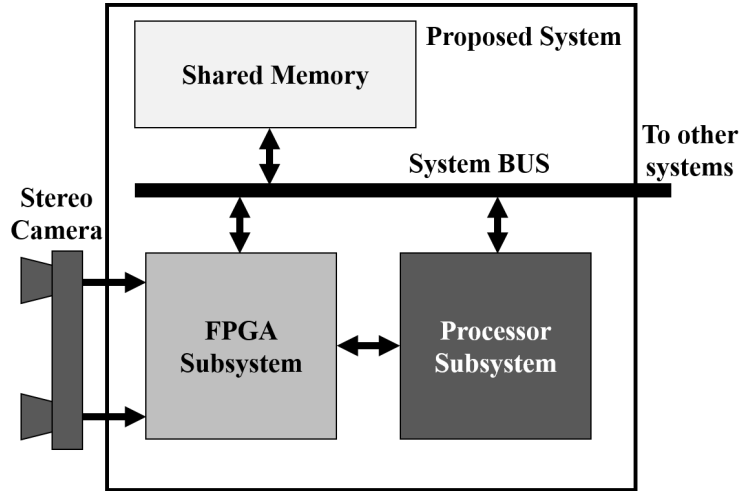 Proposed System
Shared Memory
To other
systems
System BUS
Stereo
Camera
FPGA
Subsystem
Processor
Subsystem